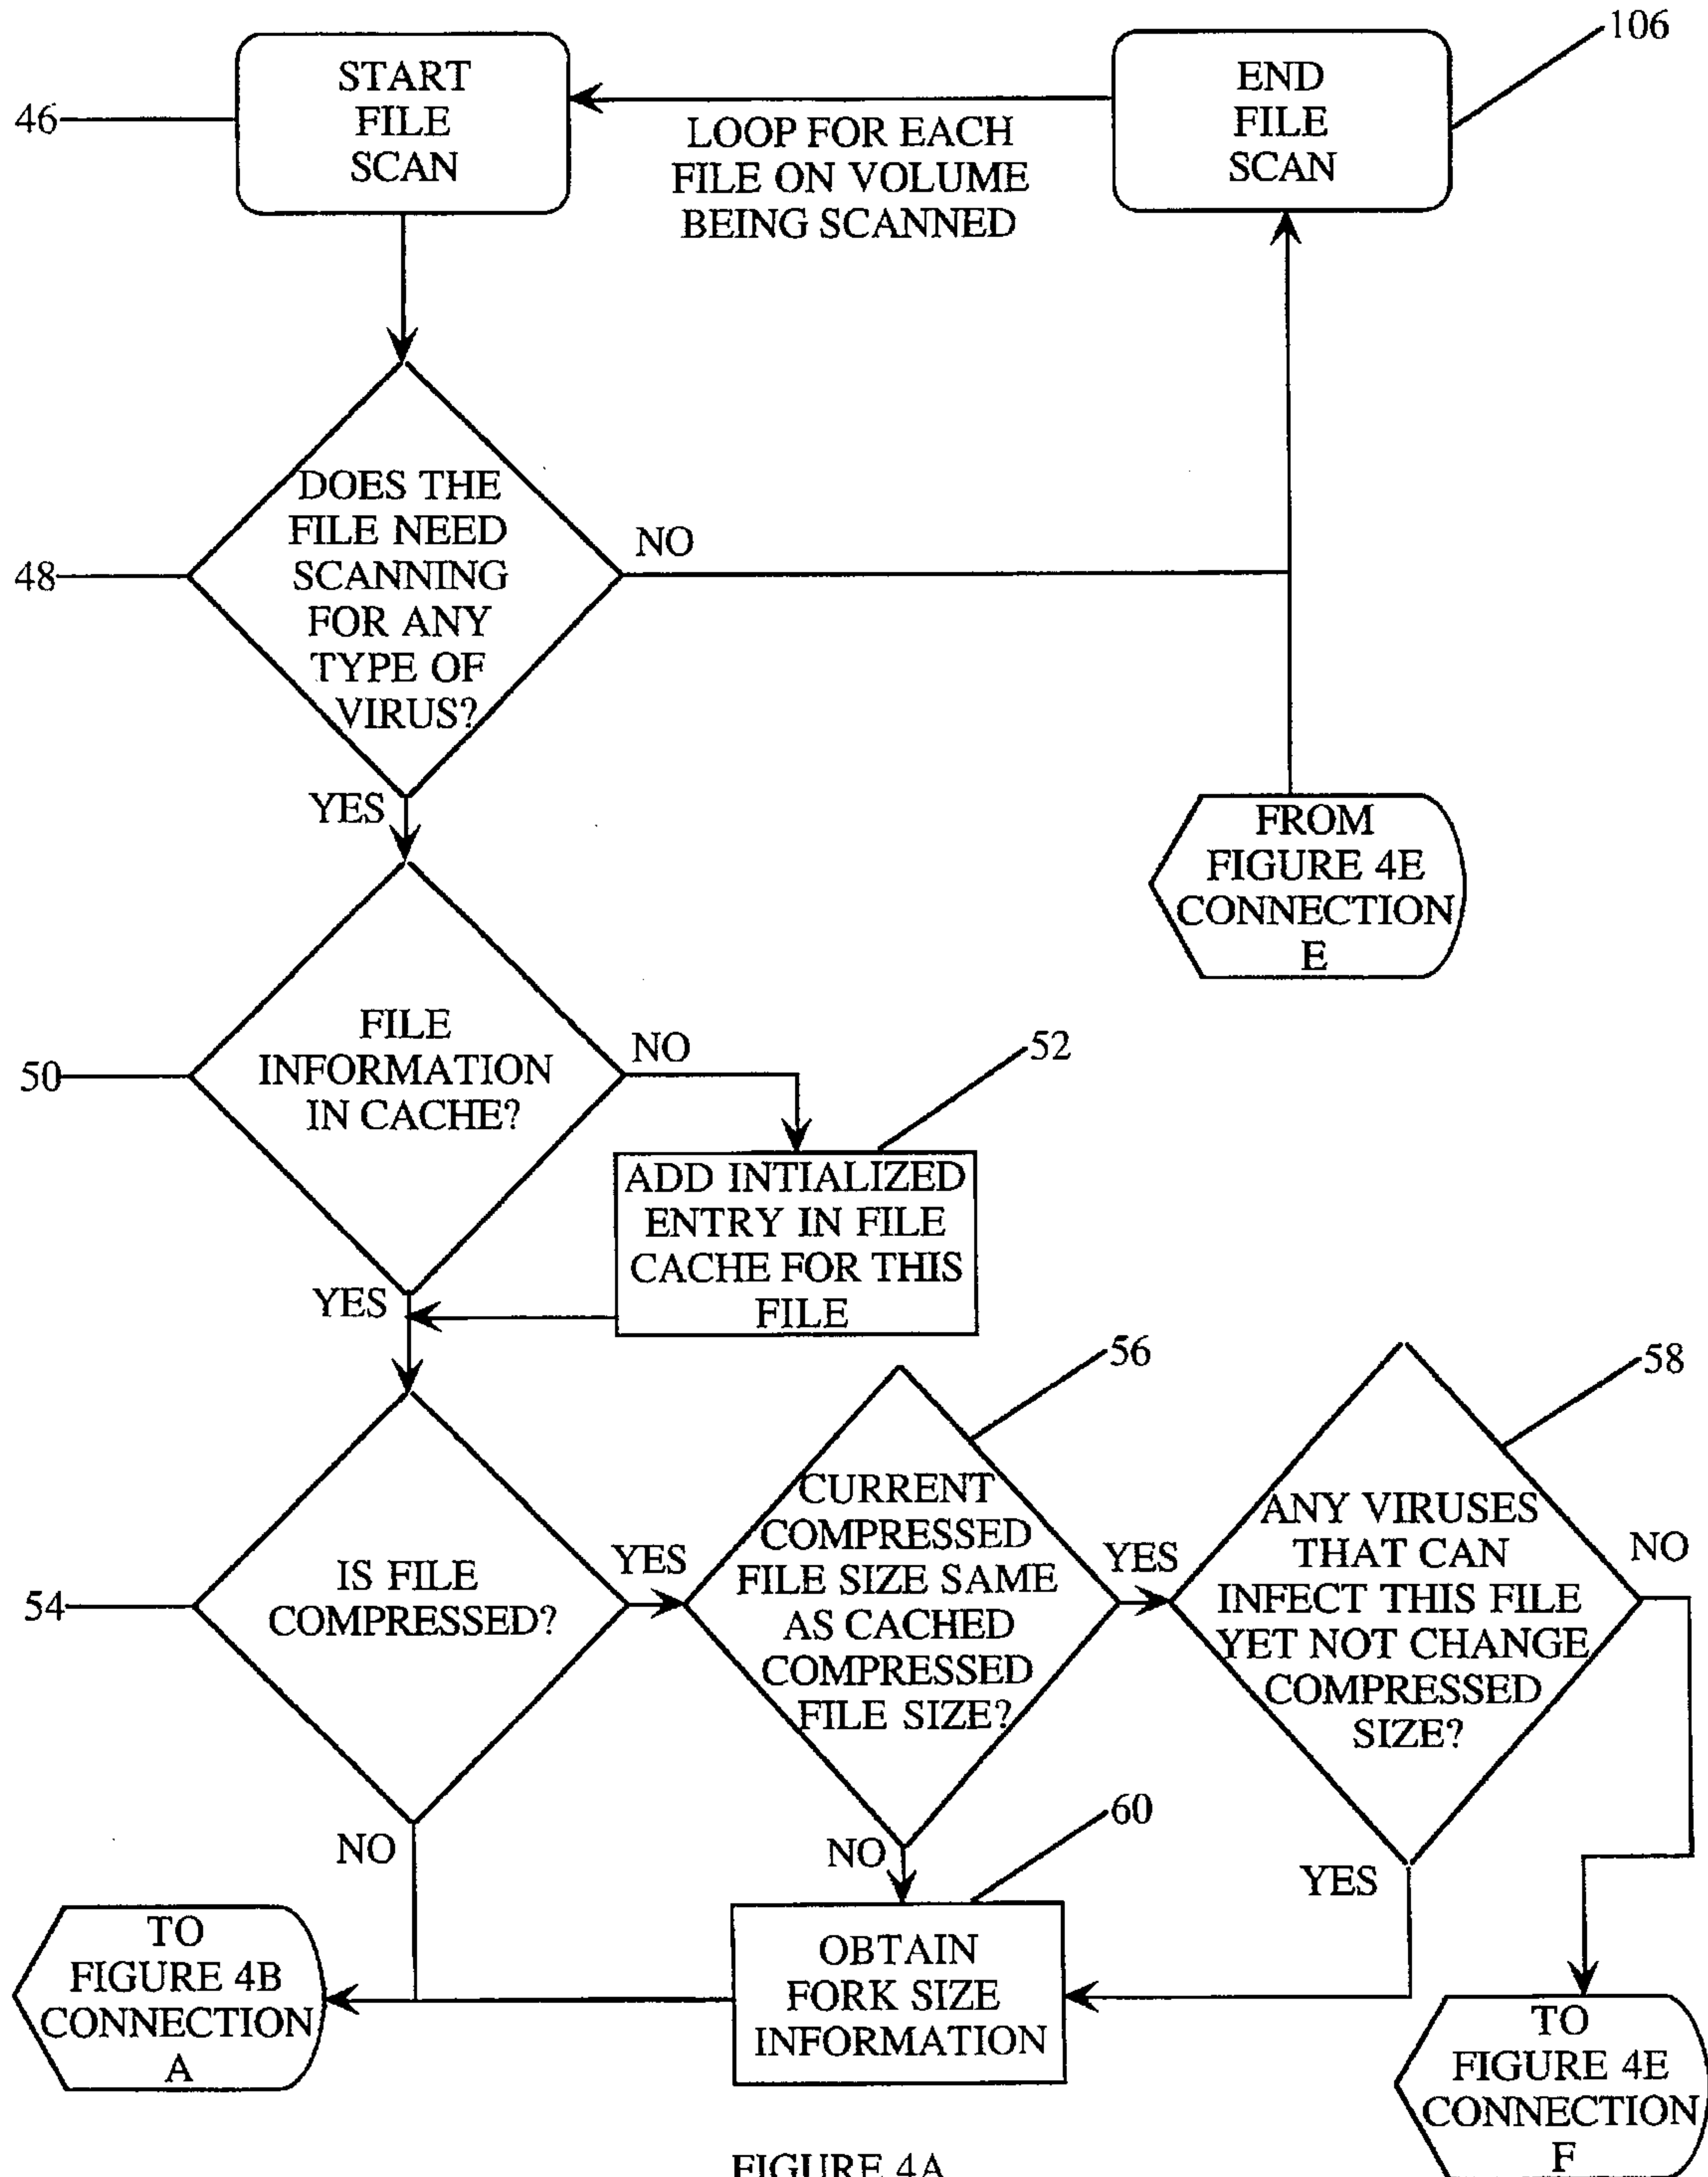 106
START
FILE
SCAN
END
FILE
SCAN
46
LOOP FOR EACH
FILE ON VOLUME
BEING SCANNED
DOES THE
FILE NEED
SCANNING
FOR ANY
TYPE OF
VIRUS?
NO
48
YES
FROM
FIGURE 4E
CONNECTION
E
FILE
INFORMATION
IN CACHE?
NO
50
52
ADD INTIALIZED
ENTRY IN FILE
CACHE FOR THIS
FILE
YES
56
58
IS FILE
COMPRESSED?
54
YES
CURRENT
COMPRESSED
FILE SIZE SAME
AS CACHED
COMPRESSED
FILE SIZE?
YES
ANY VIRUSES
THAT CAN
INFECT THIS FILE
YET NOT CHANGE
COMPRESSED
SIZE?
NO
NO
NO
60
YES
TO
FIGURE 4B
CONNECTION
A
OBTAIN
FORK SIZE
INFORMATION
TO
FIGURE 4E
CONNECTION
F
FIGURE 4A